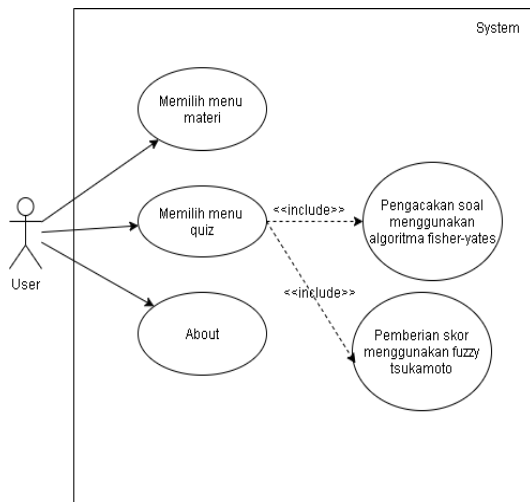 System
Memilih menu
materi
Memilih menu
quiz
<<include>>
Pengacakan soal
menggunakan
algoritma fisher-yates
User
<<include>>
About
Pemberian skor
menggunakan fuzzy
tsukamoto